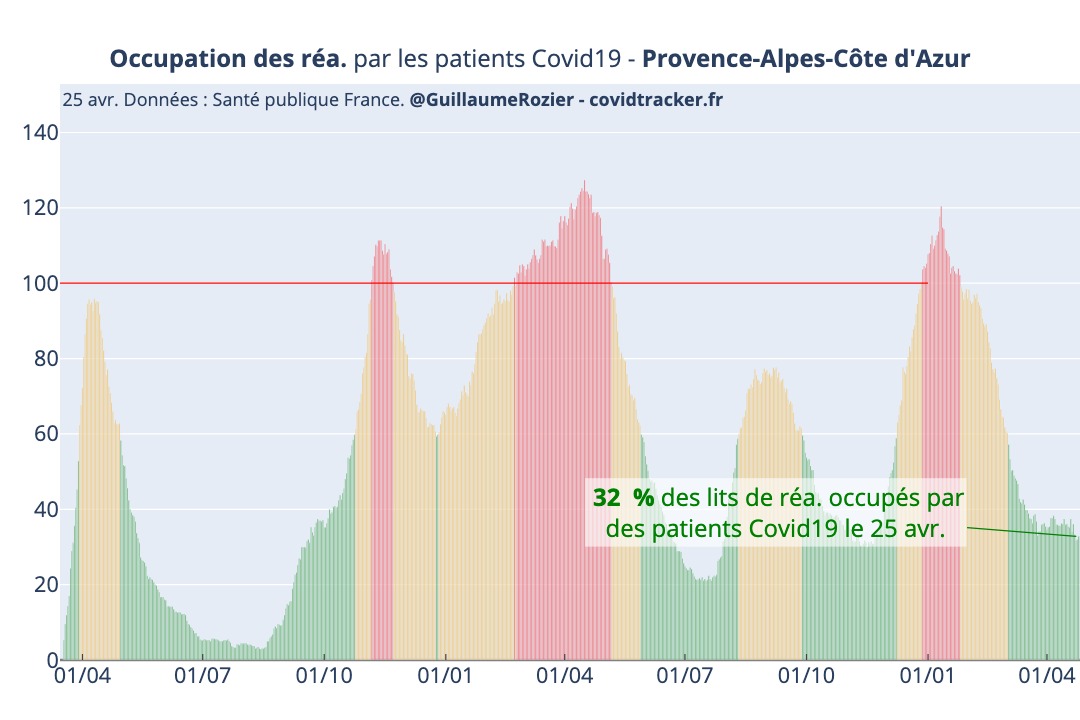 Occupation des réa. par les patients Covid19 - Provence-Alpes-Côte d'Azur
25 avr. Données : Santé publique France. @GuillaumeRozier - covidtracker.fr
140
120
100
80
60
40
20
0
32 % des lits de réa. occupés par
des patients Covid19 le 25 avr.
01/04 01/07 01/10 01/01 01/04 01/07 01/10 01/01 01/04